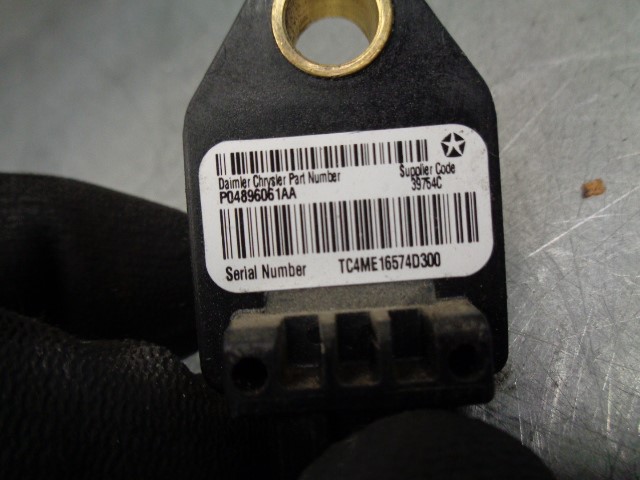 Daimler Chrysler Part Number Supplier Code
P04896061AA 39754C
Serial Number TC4ME16574D300